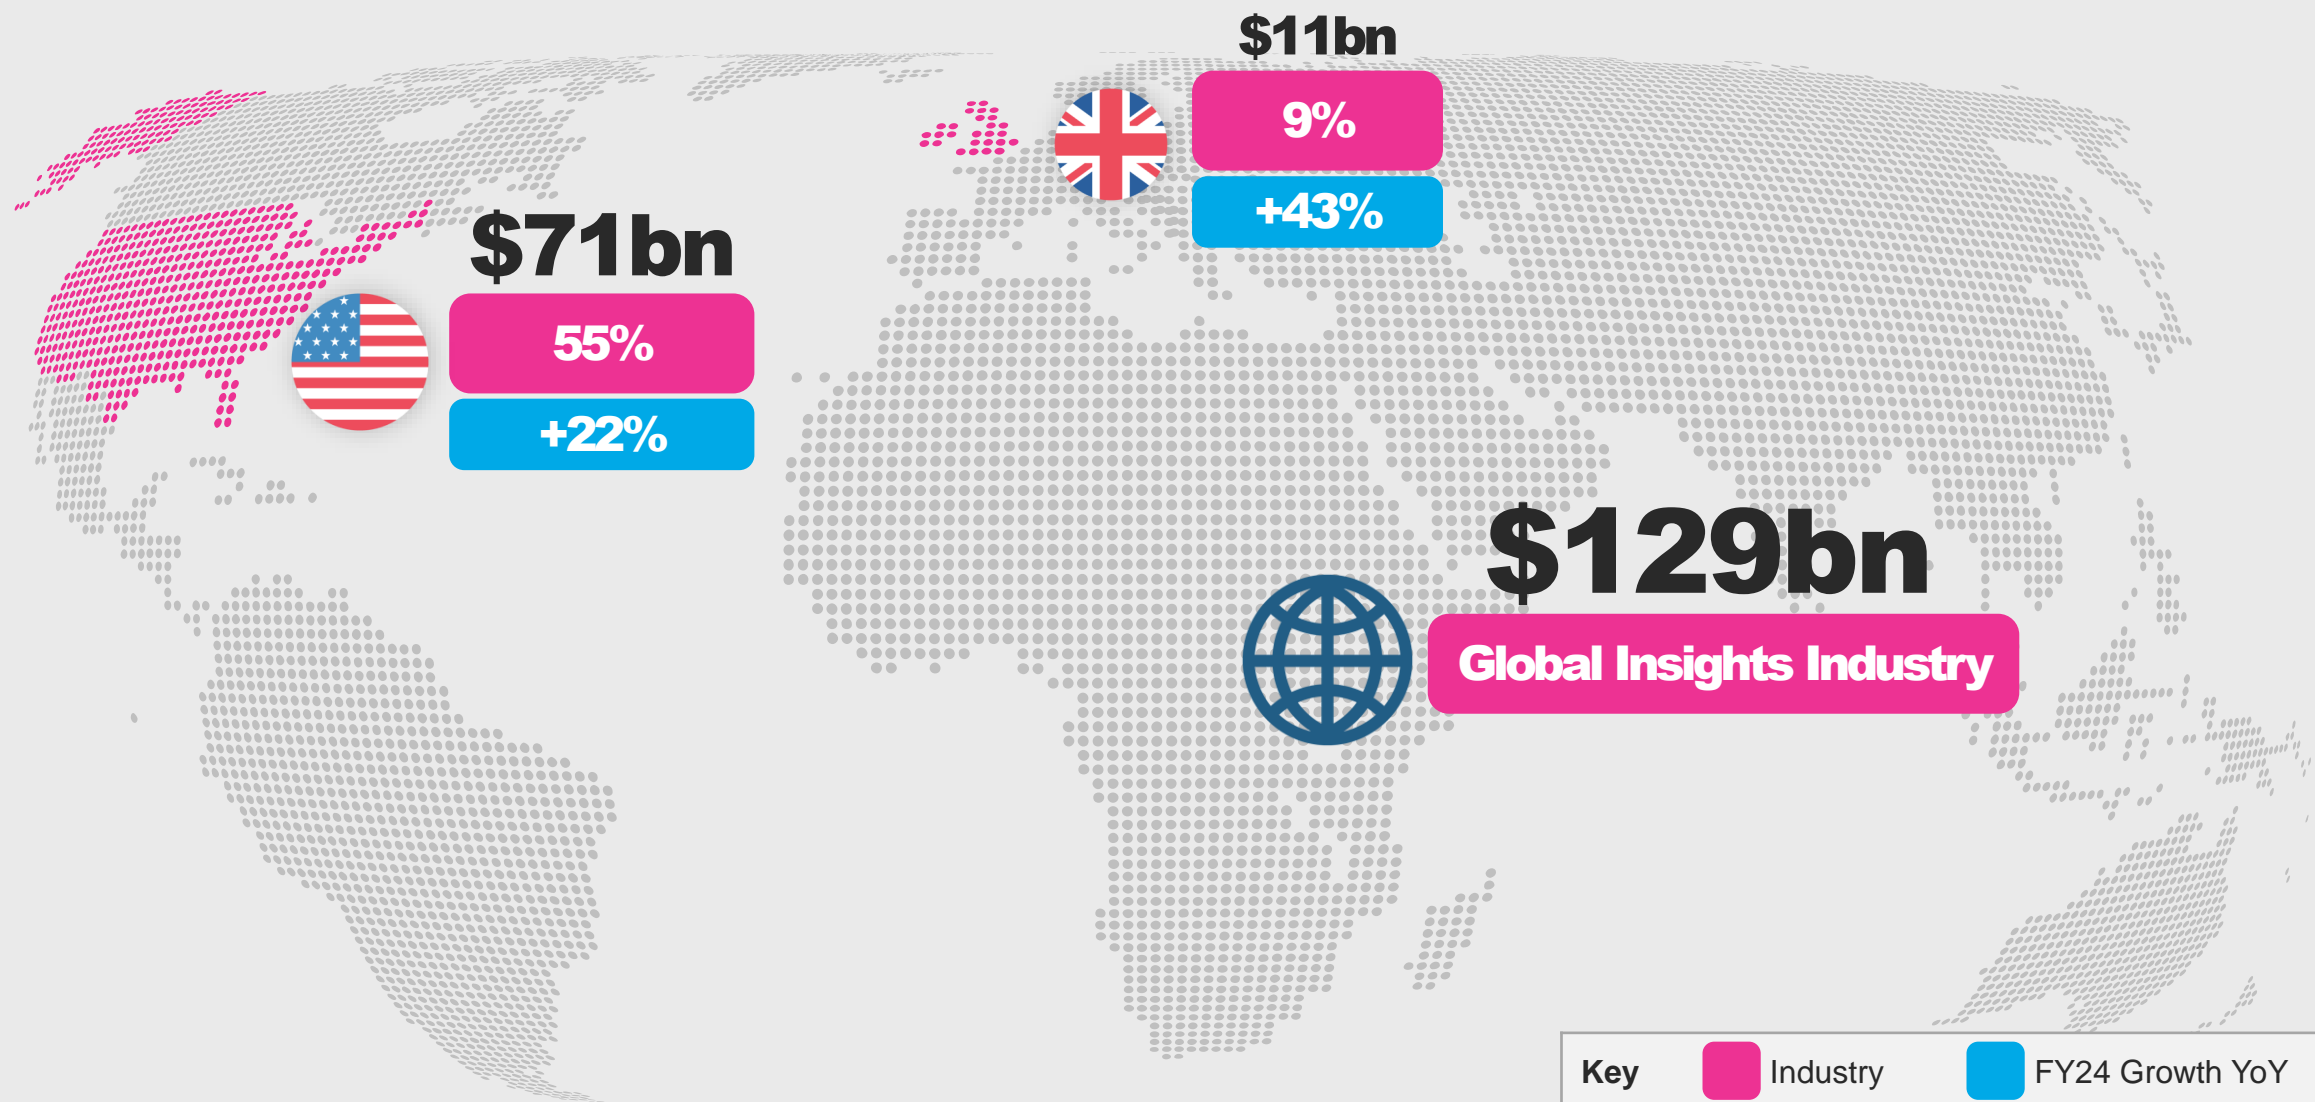 $11bn
9%
+43%
$71bn
55%
+22%
$129bn
Global Insights Industry
Key Industry FY24 Growth YoY